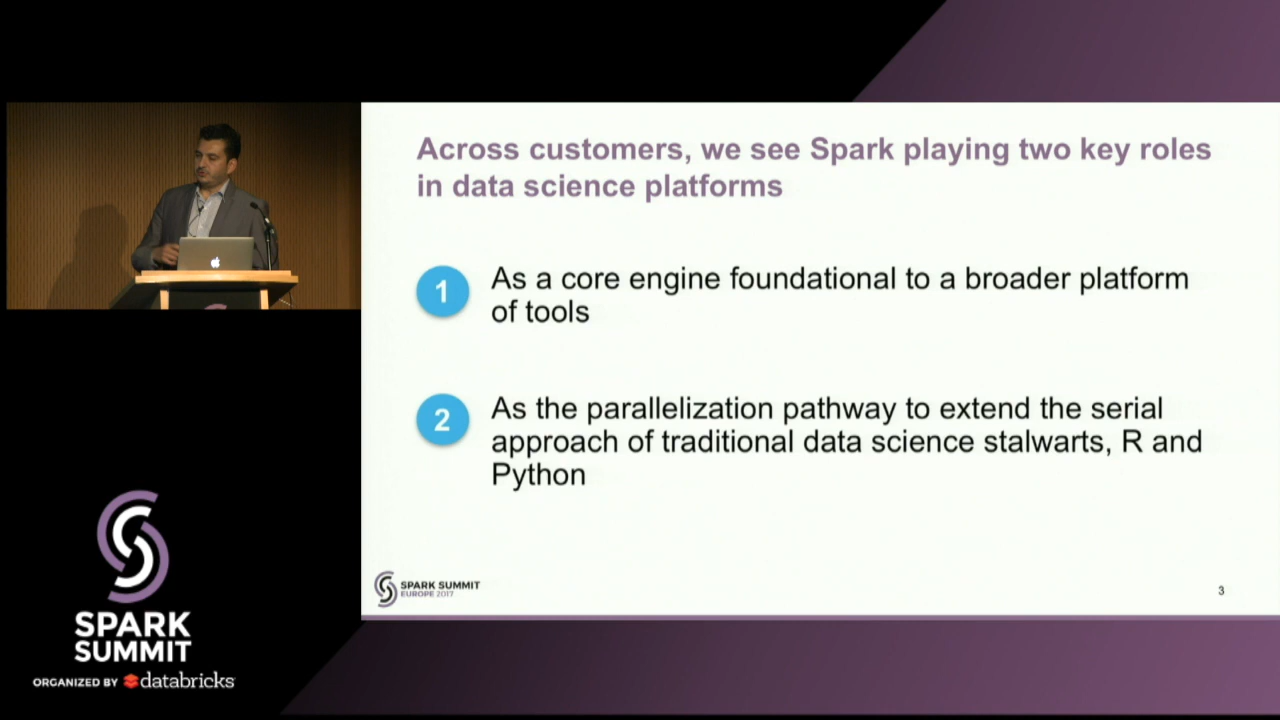 Across customers, we see Spark playing two key roles
in data science platforms
1
As a core engine foundational to a broader platform
of tools
2
As the parallelization pathway to extend the serial
approach of traditional data science stalwarts, R and
Python
SPARK SUMMIT
EUROPE 2017
3
SPARK
SUMMIT
ORGANIZED BY databricks